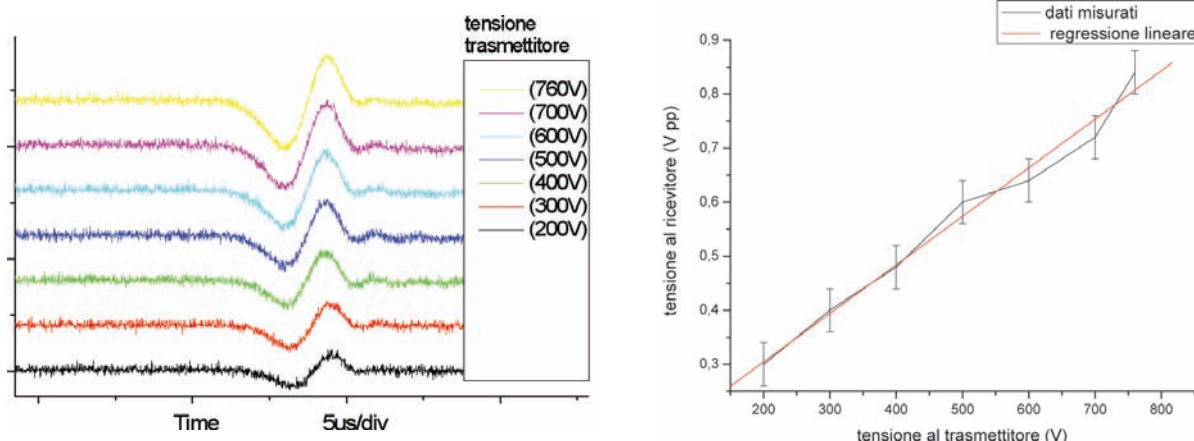 tensione
trasmettitore
(760V)
(700V)
(600V)
(500V)
(400V)
(300V)
(200V)
Time 5us/div
dati misurati
regressione lineare
0,9
0,8
0,7
0,6
0,5
0,4
0,3
tensione al ricevitore (V pp)
200 300 400 500 600 700 800
tensione al trasmettitore (V)